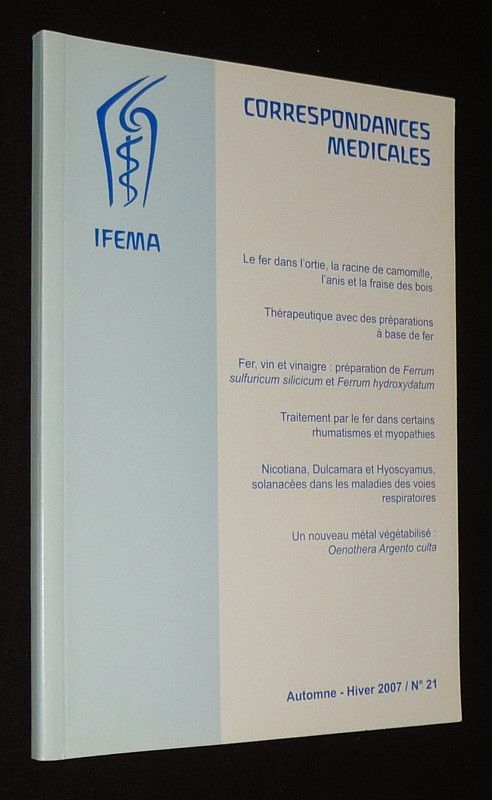 CORRESPONDANCES
MEDICALES
IFEMA
Le fer dans l'ortie, la racine de camomille,
l'anis et la fraise des bois
Thérapeutique avec des préparations
à base de fer
Fer, vin et vinaigre : préparation de Ferrum
sulfuricum silicicum et Ferrum hydroxydatum
Traitement par le fer dans certains
rhumatismes et myopathies
Nicotiana, Dulcamara et Hyoscyamus,
solanacées dans les maladies des voies
respiratoires
Un nouveau métal végétabilisé :
Oenothera Argento culta
Automne - Hiver 2007 / N° 21